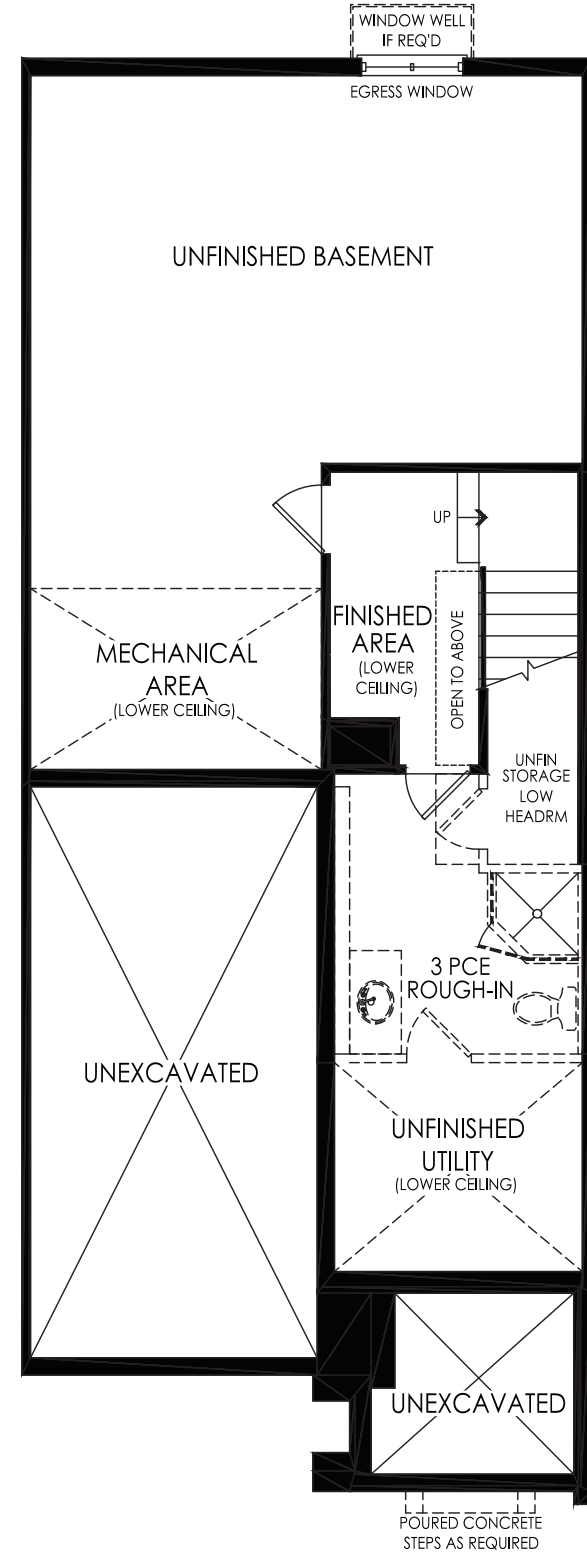 WINDOW WELL
IF REQ'D
EGRESS WINDOW
UNFINISHED BASEMENT
UP
FINISHED
AREA
(LOWER
CEILING)
OPEN TO ABOVE
MECHANICAL
AREA
(LOWER CEILING)
UNFIN
STORAGE
LOW
HEADRM
3 PCE
ROUGH-IN
UNEXCAVATED
UNFINISHED
UTILITY
(LOWER CEILING)
UNEXCAVATED
POURED CONCRETE
STEPS AS REQUIRED